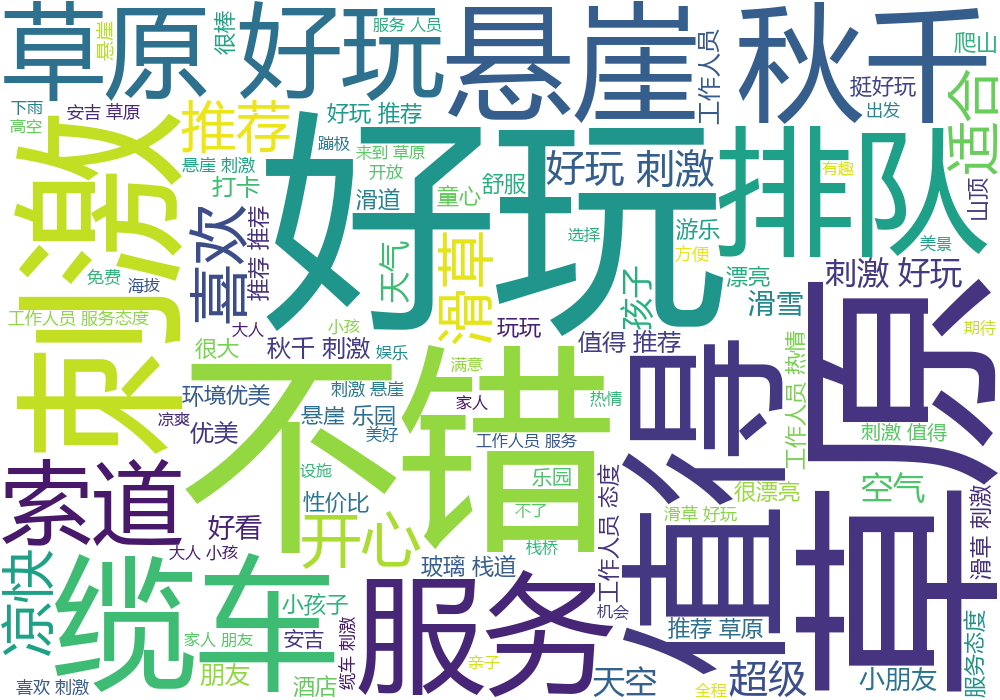 草原
悬崖
好玩
很棒
服务 人员
悬崖
工作人员
秋千
爬山
挺好玩
出发
适合
下雨
高空
安吉 草原
推荐
好玩 推荐
刺激
好玩
蹦极
来到 草原
开放
悬崖 刺激
打卡
滑道
童心
舒服
好玩 刺激
排队
有趣
山顶
喜欢
推荐 推荐
天气
滑草
选择
游乐
方便
美景
孩子
漂亮
滑雪
刺激 好玩
草原
免费
海拔
工作人员 服务态度
大人
小孩
玩玩
值得 推荐
期待
很大
秋千 刺激
娱乐
满意
不错
值得
工作人员 热情
环境优美
刺激 悬崖
家人
热情
凉爽
优美
悬崖 乐园
美好
工作人员 服务
刺激 值得
索道
设施
乐园
工作人员 态度
很漂亮
空气
性价比
好看
开心
不了
滑草 好玩
滑草 刺激
大人 小孩
栈桥
玻璃 栈道
凉快
缆车
小孩子
服务
机会
家人 朋友
安吉
缆车 刺激
推荐 草原
服务态度
朋友
亲子
喜欢 刺激
酒店
天空
全程
超级
小朋友